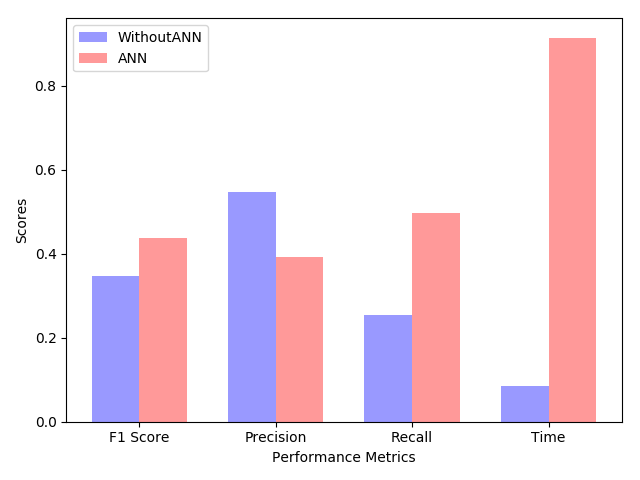 WithoutANN
ANN
Scores
0.8
0.6
0.4
0.2
0.0
F1 Score Precision Recall Time
Performance Metrics